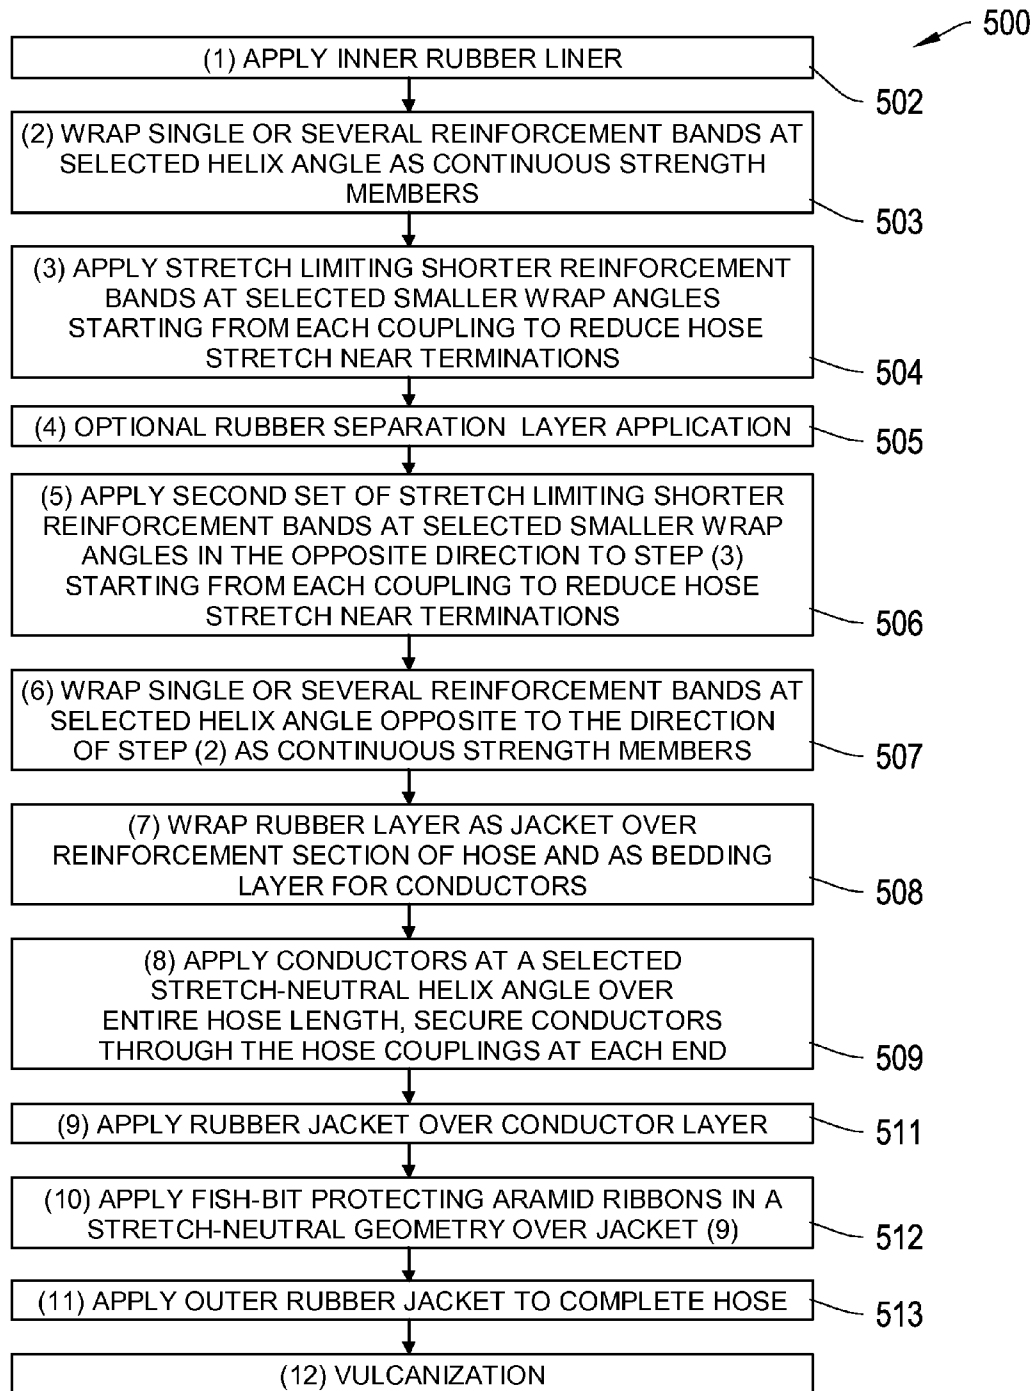 500
(1) APPLY INNER RUBBER LINER
502
(2) WRAP SINGLE OR SEVERAL REINFORCEMENT BANDS AT
SELECTED HELIX ANGLE AS CONTINUOUS STRENGTH
MEMBERS
503
(3) APPLY STRETCH LIMITING SHORTER REINFORCEMENT
BANDS AT SELECTED SMALLER WRAP ANGLES
STARTING FROM EACH COUPLING TO REDUCE HOSE
STRETCH NEAR TERMINATIONS
504
(4) OPTIONAL RUBBER SEPARATION LAYER APPLICATION
505
(5) APPLY SECOND SET OF STRETCH LIMITING SHORTER
REINFORCEMENT BANDS AT SELECTED SMALLER WRAP
ANGLES IN THE OPPOSITE DIRECTION TO STEP (3)
STARTING FROM EACH COUPLING TO REDUCE HOSE
STRETCH NEAR TERMINATIONS
506
(6) WRAP SINGLE OR SEVERAL REINFORCEMENT BANDS AT
SELECTED HELIX ANGLE OPPOSITE TO THE DIRECTION
OF STEP (2) AS CONTINUOUS STRENGTH MEMBERS
507
(7) WRAP RUBBER LAYER AS JACKET OVER
REINFORCEMENT SECTION OF HOSE AND AS BEDDING
LAYER FOR CONDUCTORS
508
(8) APPLY CONDUCTORS AT A SELECTED
STRETCH-NEUTRAL HELIX ANGLE OVER
ENTIRE HOSE LENGTH, SECURE CONDUCTORS
THROUGH THE HOSE COUPLINGS AT EACH END
509
(9) APPLY RUBBER JACKET OVER CONDUCTOR LAYER
511
(10) APPLY FISH-BIT PROTECTING ARAMID RIBBONS IN A
STRETCH-NEUTRAL GEOMETRY OVER JACKET (9)
512
(11) APPLY OUTER RUBBER JACKET TO COMPLETE HOSE
513
(12) VULCANIZATION